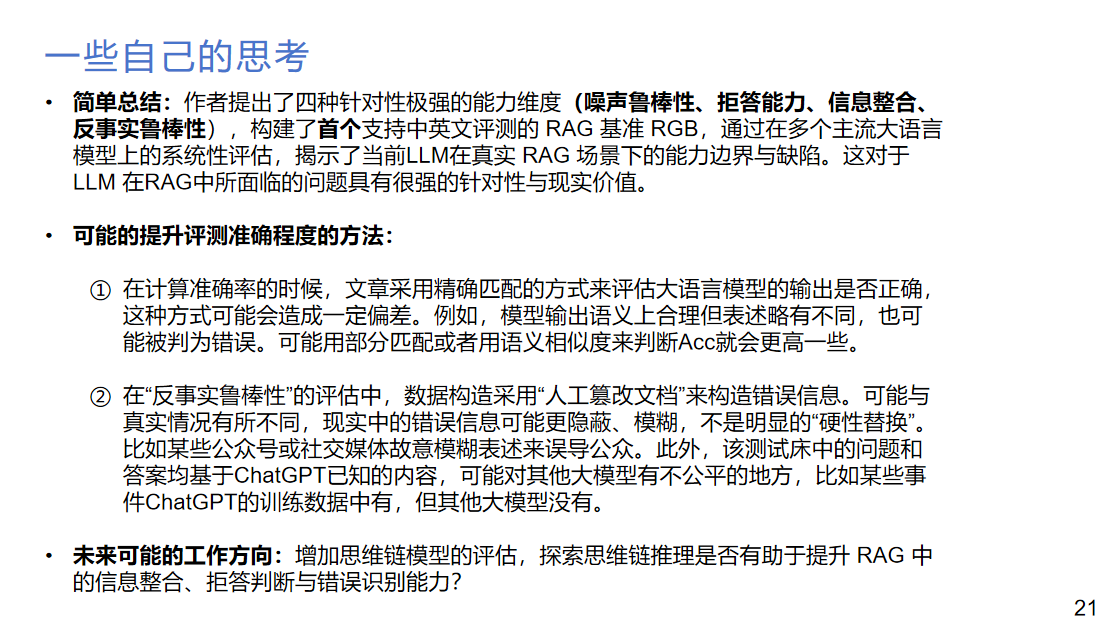 一些自己的思考
• 简单总结：作者提出了四种针对性极强的能力维度（噪声鲁棒性、拒答能力、信息整合、
反事实鲁棒性），构建了首个支持中英文评测的 RAG 基准 RGB，通过在多个主流大语言
模型上的系统性评估，揭示了当前LLM在真实 RAG 场景下的能力边界与缺陷。这对于
LLM 在RAG中所面临的问题具有很强的针对性与现实价值。
• 可能的提升评测准确程度的方法：
① 在计算准确率的时候，文章采用精确匹配的方式来评估大语言模型的输出是否正确，
这种方式可能会造成一定偏差。例如，模型输出语义上合理但表述略有不同，也可
能被判为错误。可能用部分匹配或者用语义相似度来判断Acc就会更高一些。
② 在“反事实鲁棒性”的评估中，数据构造采用“人工篡改文档”来构造错误信息。可能与
真实情况有所不同，现实中的错误信息可能更隐蔽、模糊，不是明显的“硬性替换”。
比如某些公众号或社交媒体故意模糊表述来误导公众。此外，该测试床中的问题和
答案均基于ChatGPT已知的内容，可能对其他大模型有不公平的地方，比如某些事
件ChatGPT的训练数据中有，但其他大模型没有。
• 未来可能的工作方向：增加思维链模型的评估，探索思维链推理是否有助于提升 RAG 中
的信息整合、拒答判断与错误识别能力？
21